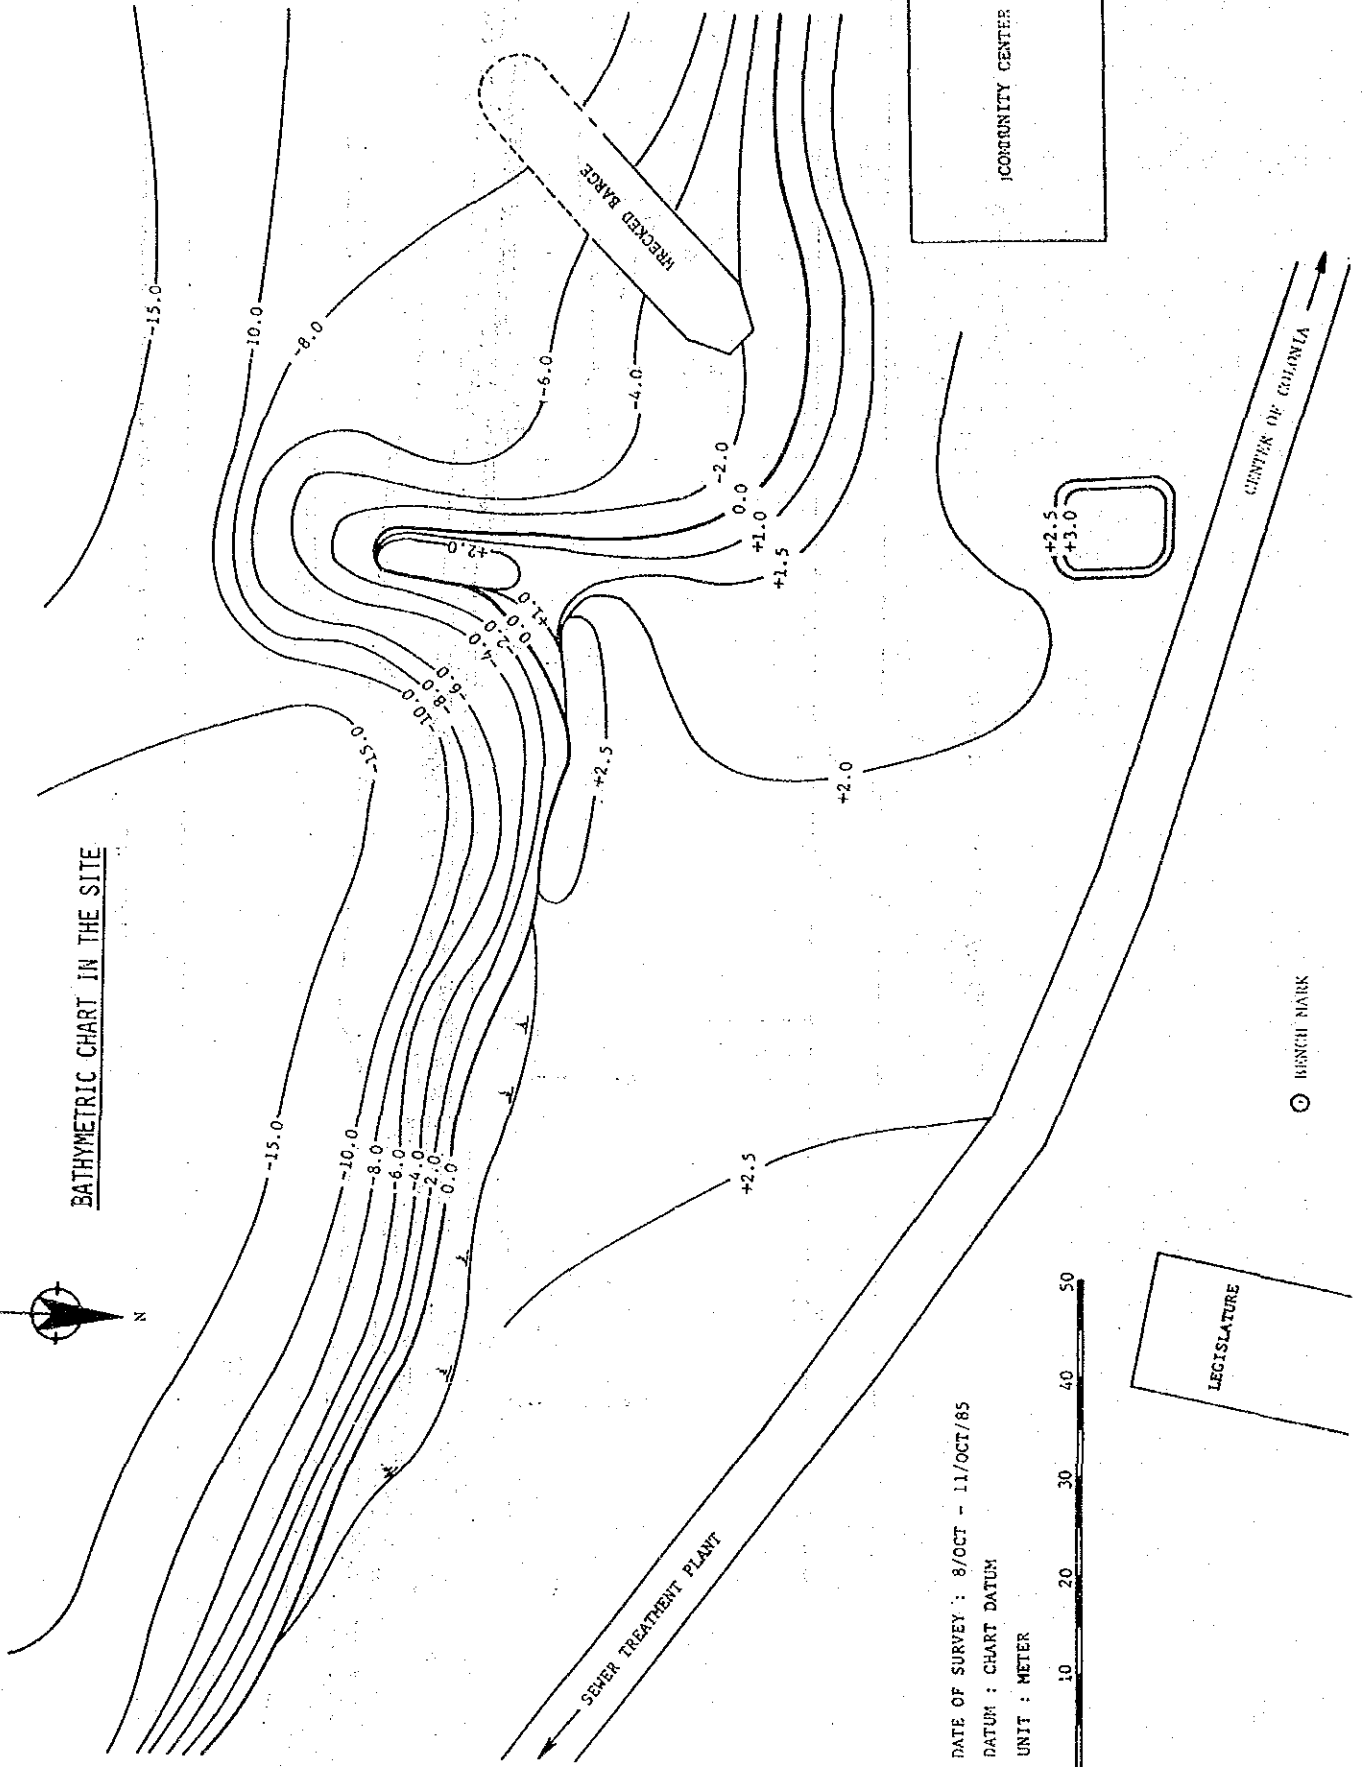 BATHYMETRIC CHART IN THE SITE
N
-15.0
-10.0
-8.0
-6.0
-4.0
-2.0
0.0
+1.0
+1.5
-15.0
-10.0
-8.0
-6.0
-4.0
-2.0
0.0
+1.0
+2.0
-15.0
-10.0
-8.0
-6.0
-4.0
-2.0
0.0
+2.5
+2.0
+2.5
+2.5
+3.0
WRECKED BARGE
COMMUNITY CENTER
CENTER OF COLONIA
SEWER TREATMENT PLANT
BENCH MARK
LEGISLATURE
DATE OF SURVEY : 8/OCT - 11/OCT/85
DATUM : CHART DATUM
UNIT : METER
10 20 30 40 50